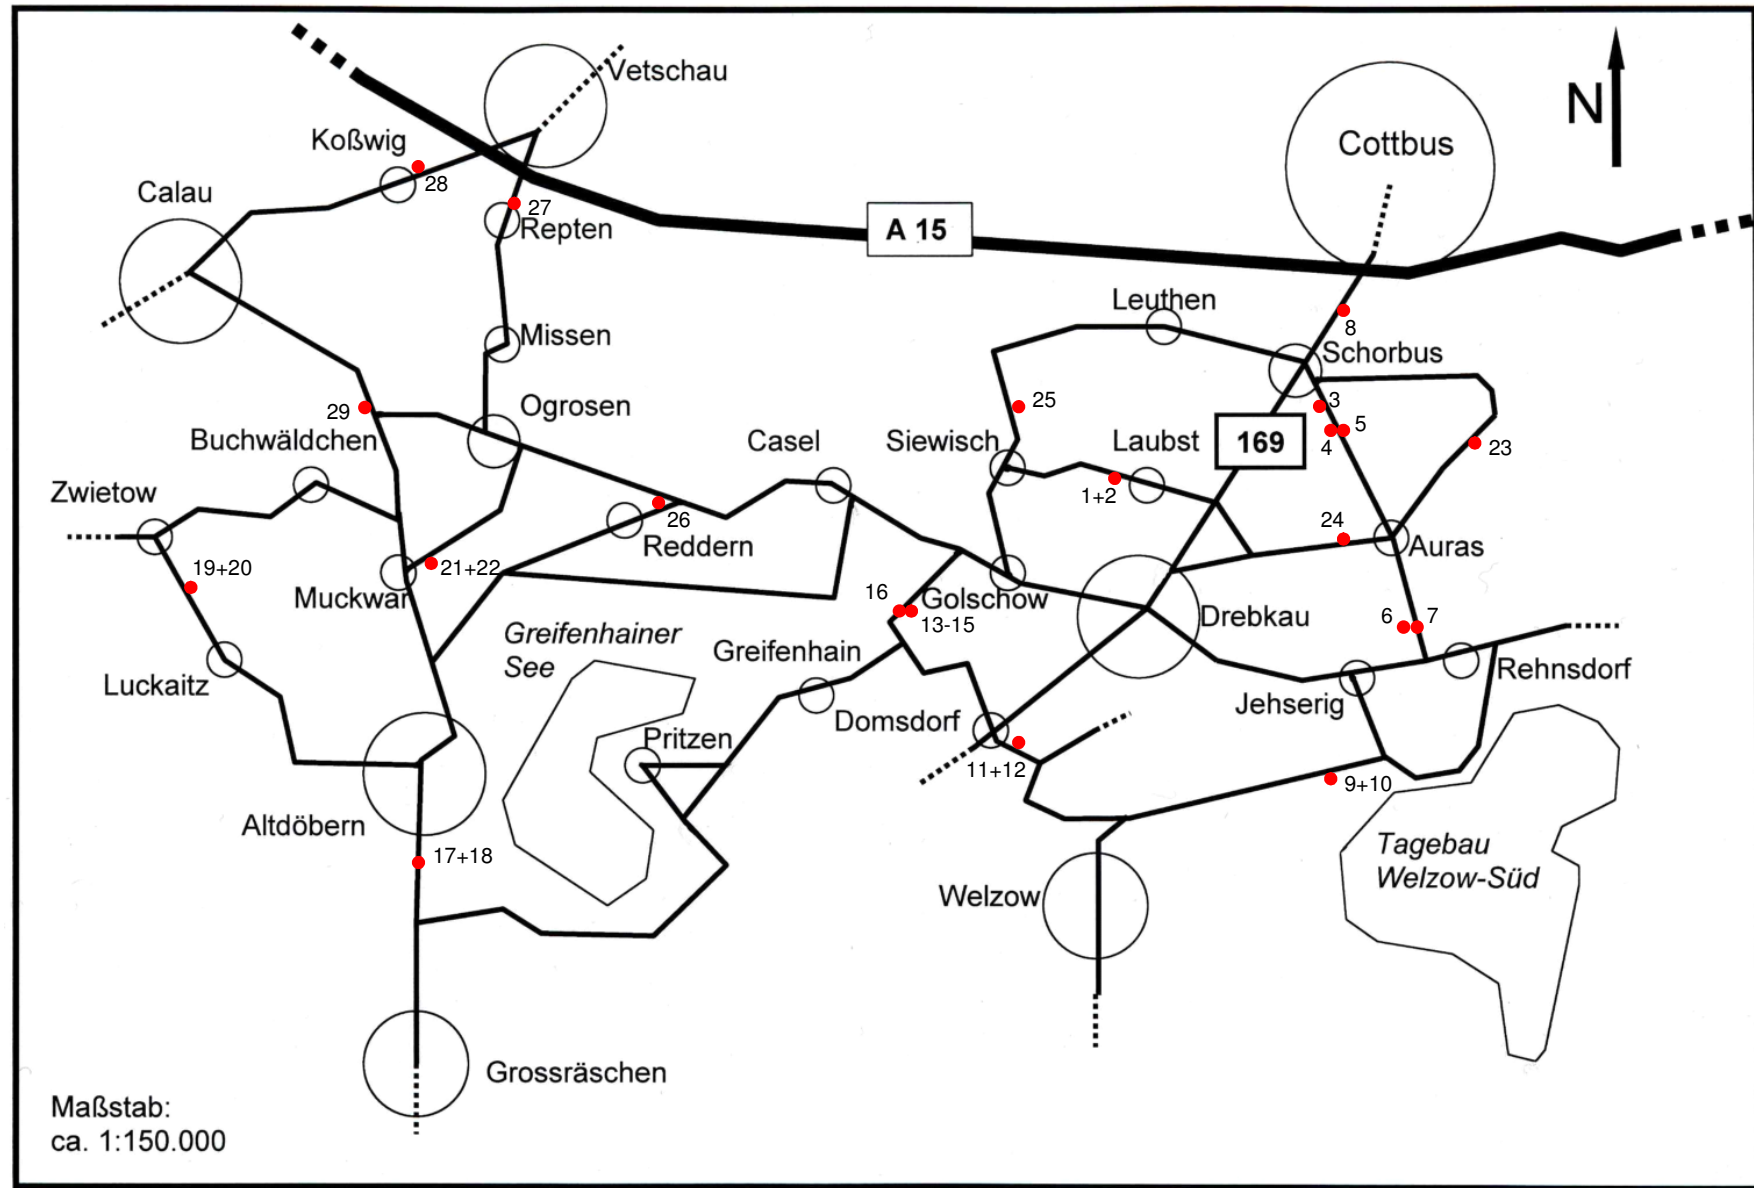 Vetschau
Koßwig
28
Calau
27
Repten
A 15
Cottbus
N
Leuthen
8
Schorbus
Missen
29
Ogrosen
Buchwäldchen
Casel
Siewisch
25
Laubst
169
3
4
5
23
Zwietow
1+2
26
Reddern
24
Auras
19+20
21+22
Muckwar
16
Golschow
13-15
Drebkau
6
7
Greifenhainer
See
Greifenhain
Luckaitz
Rehnsdorf
Jehserig
Domsdorf
Pritzen
11+12
9+10
Altdöbern
17+18
Tagebau
Welzow-Süd
Welzow
Grossräschen
Maßstab:
ca. 1:150.000